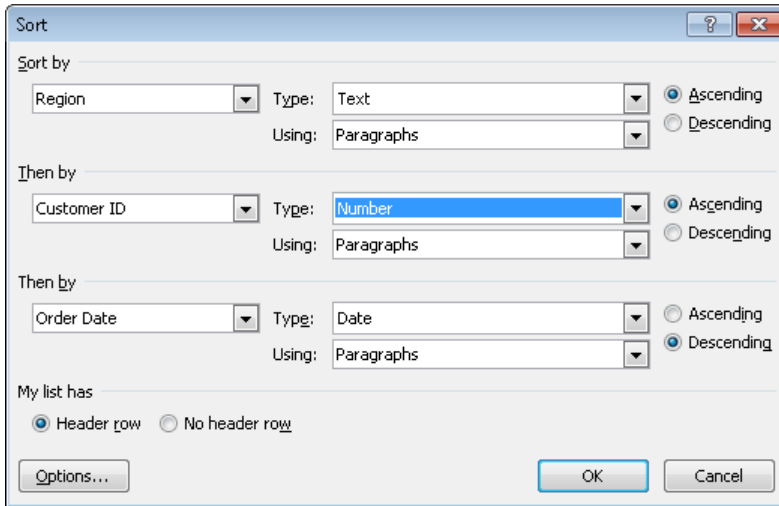 Sort
Sort by
Region Type: Text Ascending
Using: Paragraphs Descending
Then by
Customer ID Type: Number Ascending
Using: Paragraphs Descending
Then by
Order Date Type: Date Ascending
Using: Paragraphs Descending
My list has
Header row No header row
Options... OK Cancel